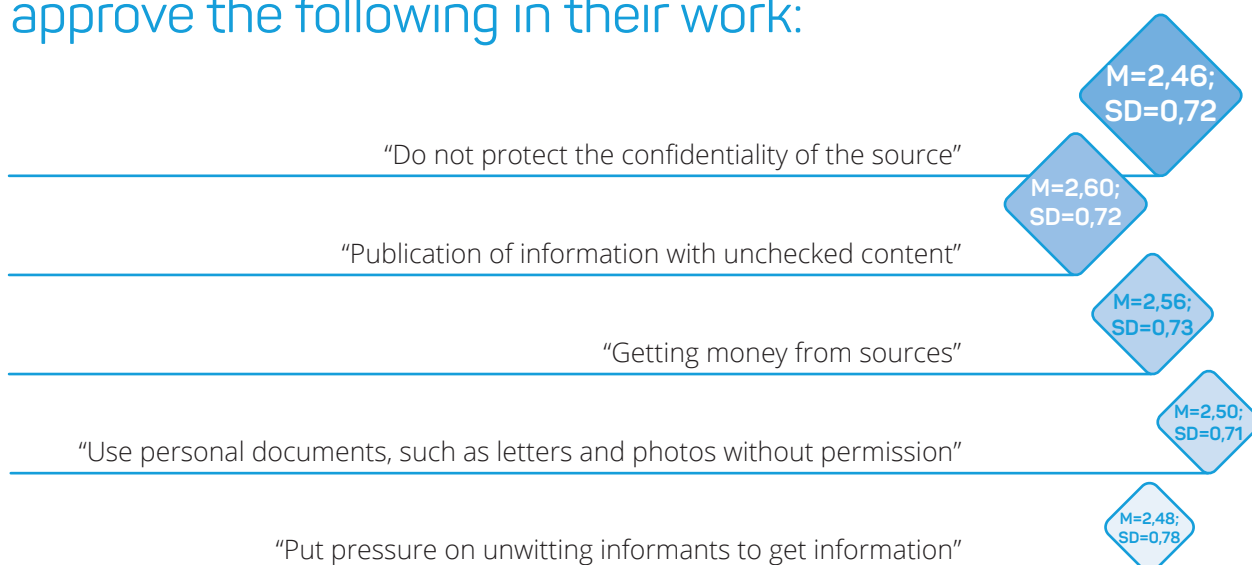 approve the following in their work:
M=2,46;
SD=0,72
“Do not protect the confidentiality of the source”
M=2,60;
SD=0,72
“Publication of information with unchecked content”
M=2,56;
SD=0,73
“Getting money from sources”
M=2,50;
SD=0,71
“Use personal documents, such as letters and photos without permission”
M=2,48;
SD=0,78
“Put pressure on unwitting informants to get information”